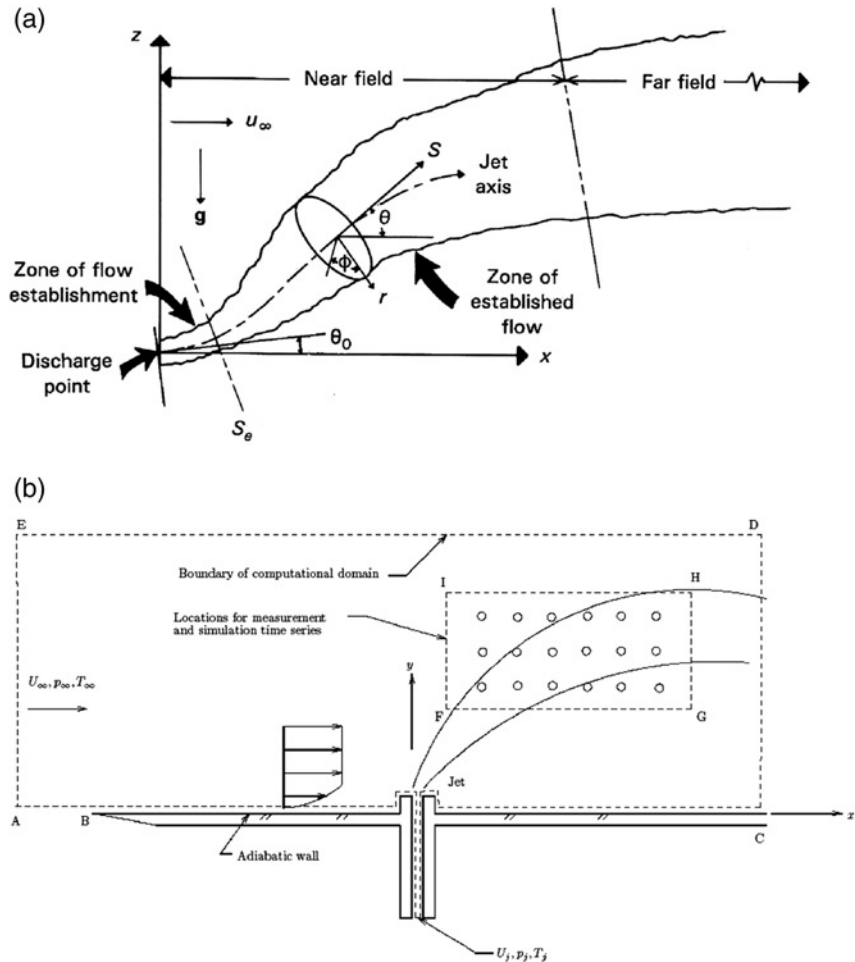 (a)
z
Near field
Far field
u∞
S
Jet
axis
g
θ
Zone of flow
establishment
ϕ
r
Zone of
established
flow
θ0
Discharge
point
x
Se
(b)
E
D
Boundary of computational domain
I
H
Locations for measurement
and simulation time series
y
U∞, p∞, T∞
F
G
Jet
A
B
x
Adiabatic wall
C
Uj, pj, Tj